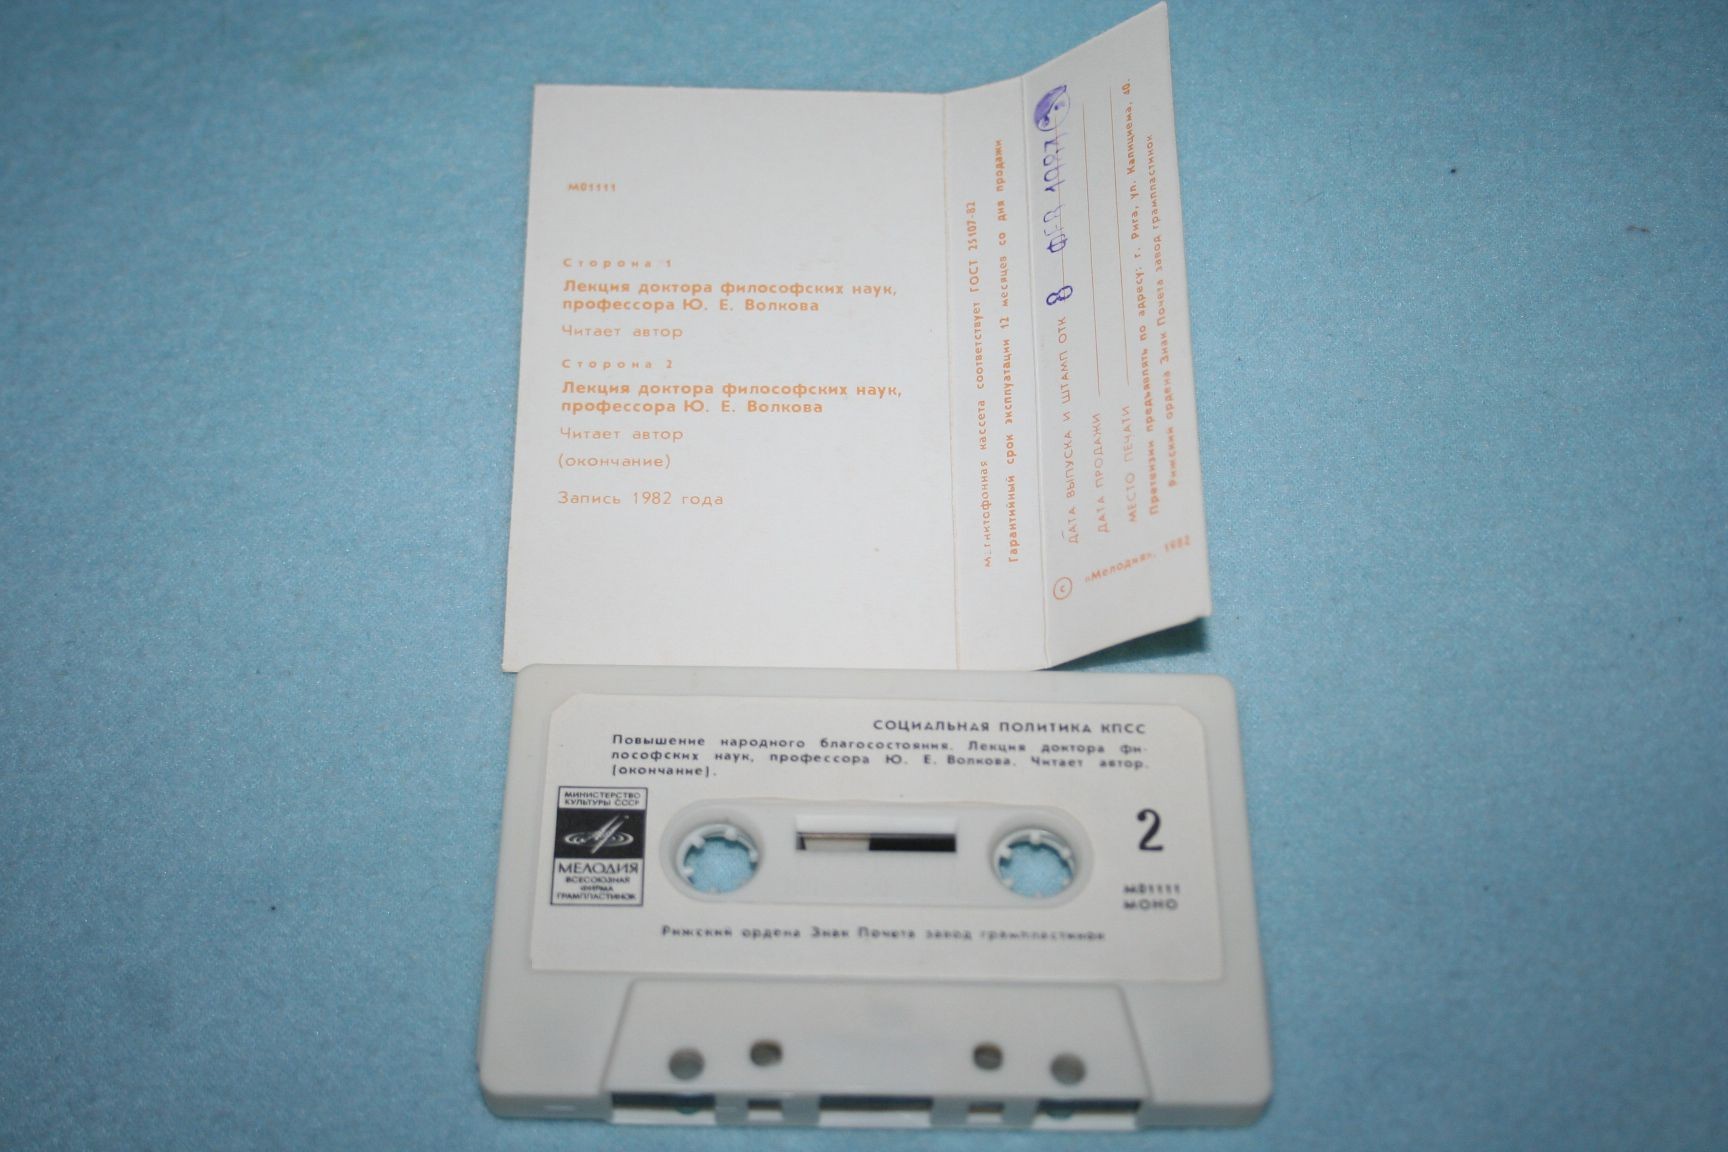 М01111
Сторона 1
Лекция доктора философских наук,
профессора Ю. Е. Волкова
Читает автор
Сторона 2
Лекция доктора философских наук,
профессора Ю. Е. Волкова
Читает автор
(окончание)
Запись 1982 года
кассета соответствует ГОСТ 25107-82
Гарантийный срок эксплуатации 12 месяцев со дня продажи
ДАТА ВЫПУСКА И ШТАМП ОТК 8 ФЕВ
ДАТА ПРОДАЖИ
МЕСТО ПЕЧАТИ
Претензии предъявлять по адресу: г. Рига, ул. Калнциема, 40.
Рижский ордена Знак Почета завод грампластинок
© «Мелодия», 1982
СОЦИАЛЬНАЯ ПОЛИТИКА КПСС
Повышение народного благосостояния. Лекция доктора фи-
лософских наук, профессора Ю. Е. Волкова. Читает автор.
(окончание).
МИНИСТЕРСТВО
КУЛЬТУРЫ СССР
МЕЛОДИЯ
ВСЕСОЮЗНАЯ
ФИРМА
ГРАМПЛАСТИНОК
2
М01111
МОНО
Рижский ордена Знак Почета завод грампластинок